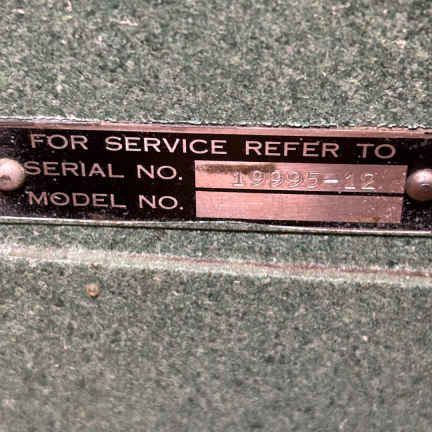 FOR SERVICE REFER TO
SERIAL NO. 19995-12
MODEL NO.